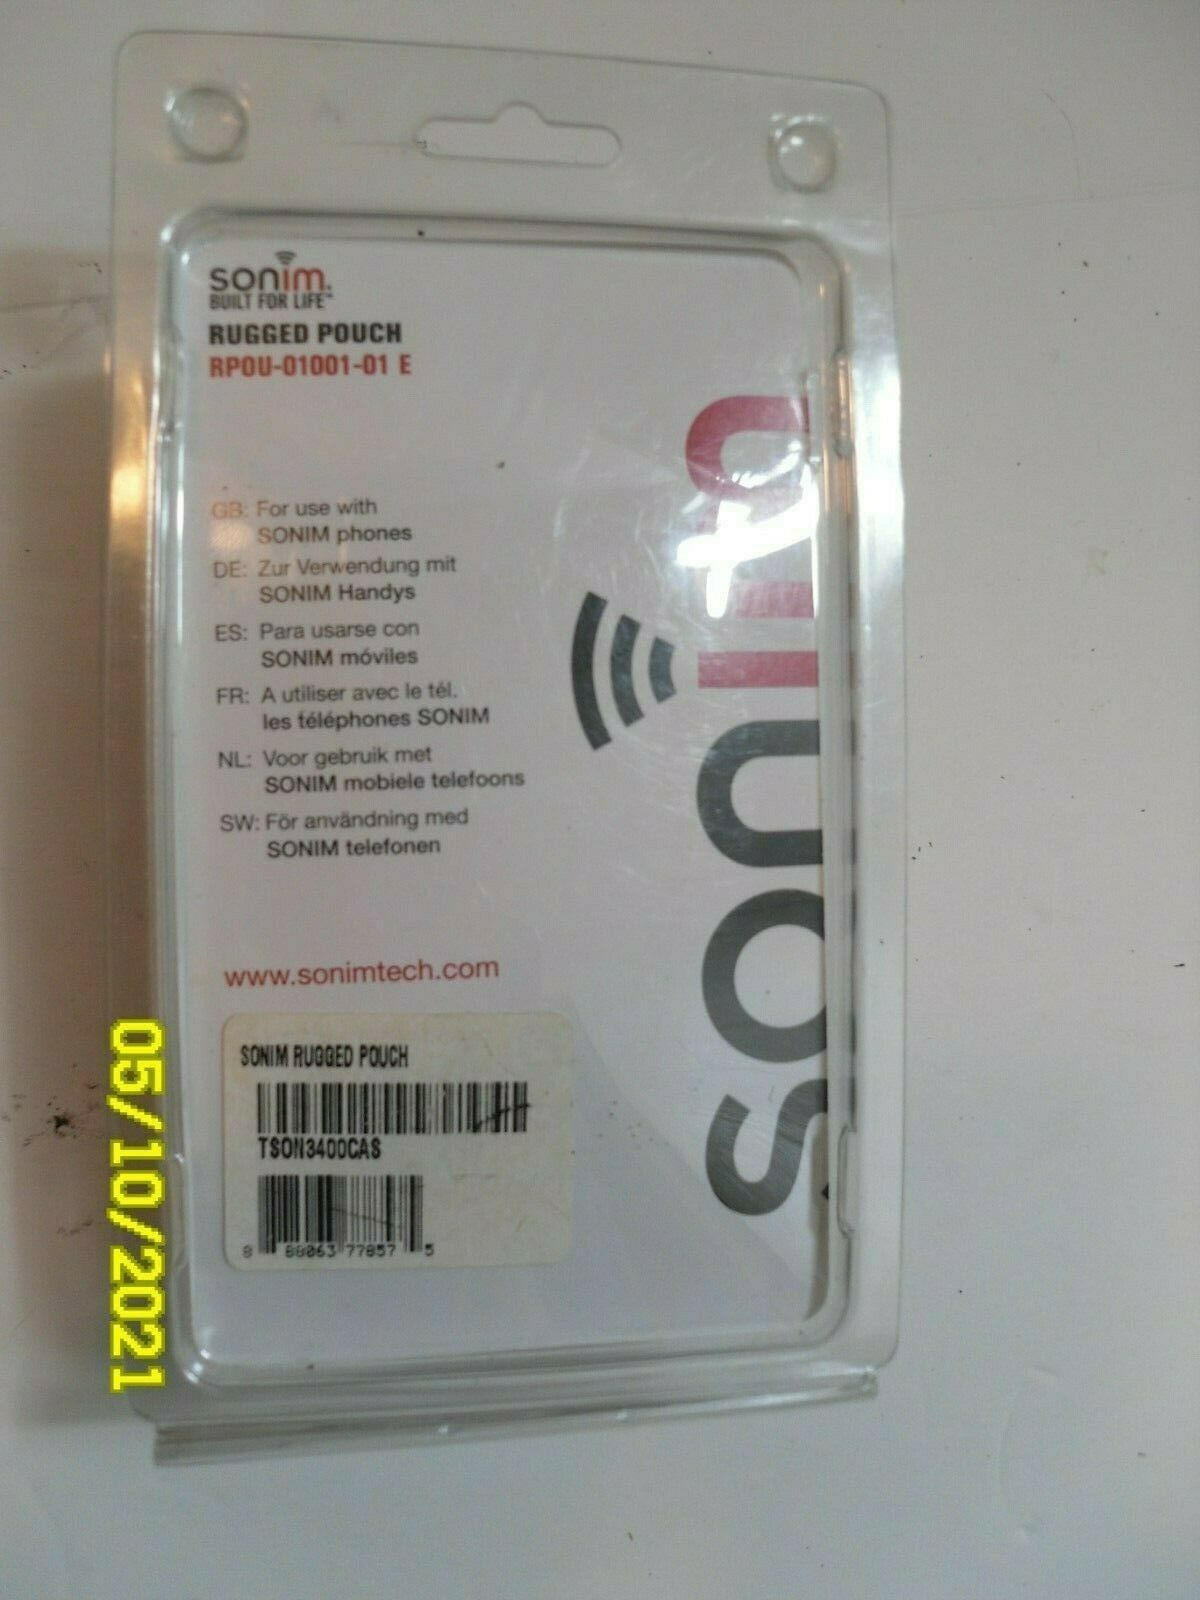 sonim.
BUILT FOR LIFE™
RUGGED POUCH
RPOU-01001-01 E
GB: For use with
SONIM phones
DE: Zur Verwendung mit
SONIM Handys
ES: Para usarse con
SONIM móviles
FR: A utiliser avec le tél.
les téléphones SONIM
NL: Voor gebruik met
SONIM mobiele telefoons
SW: För användning med
SONIM telefonen
www.sonimtech.com
SONIM RUGGED POUCH
TSON3400CAS
8 88063 77857 5
sonim
05/10/2021